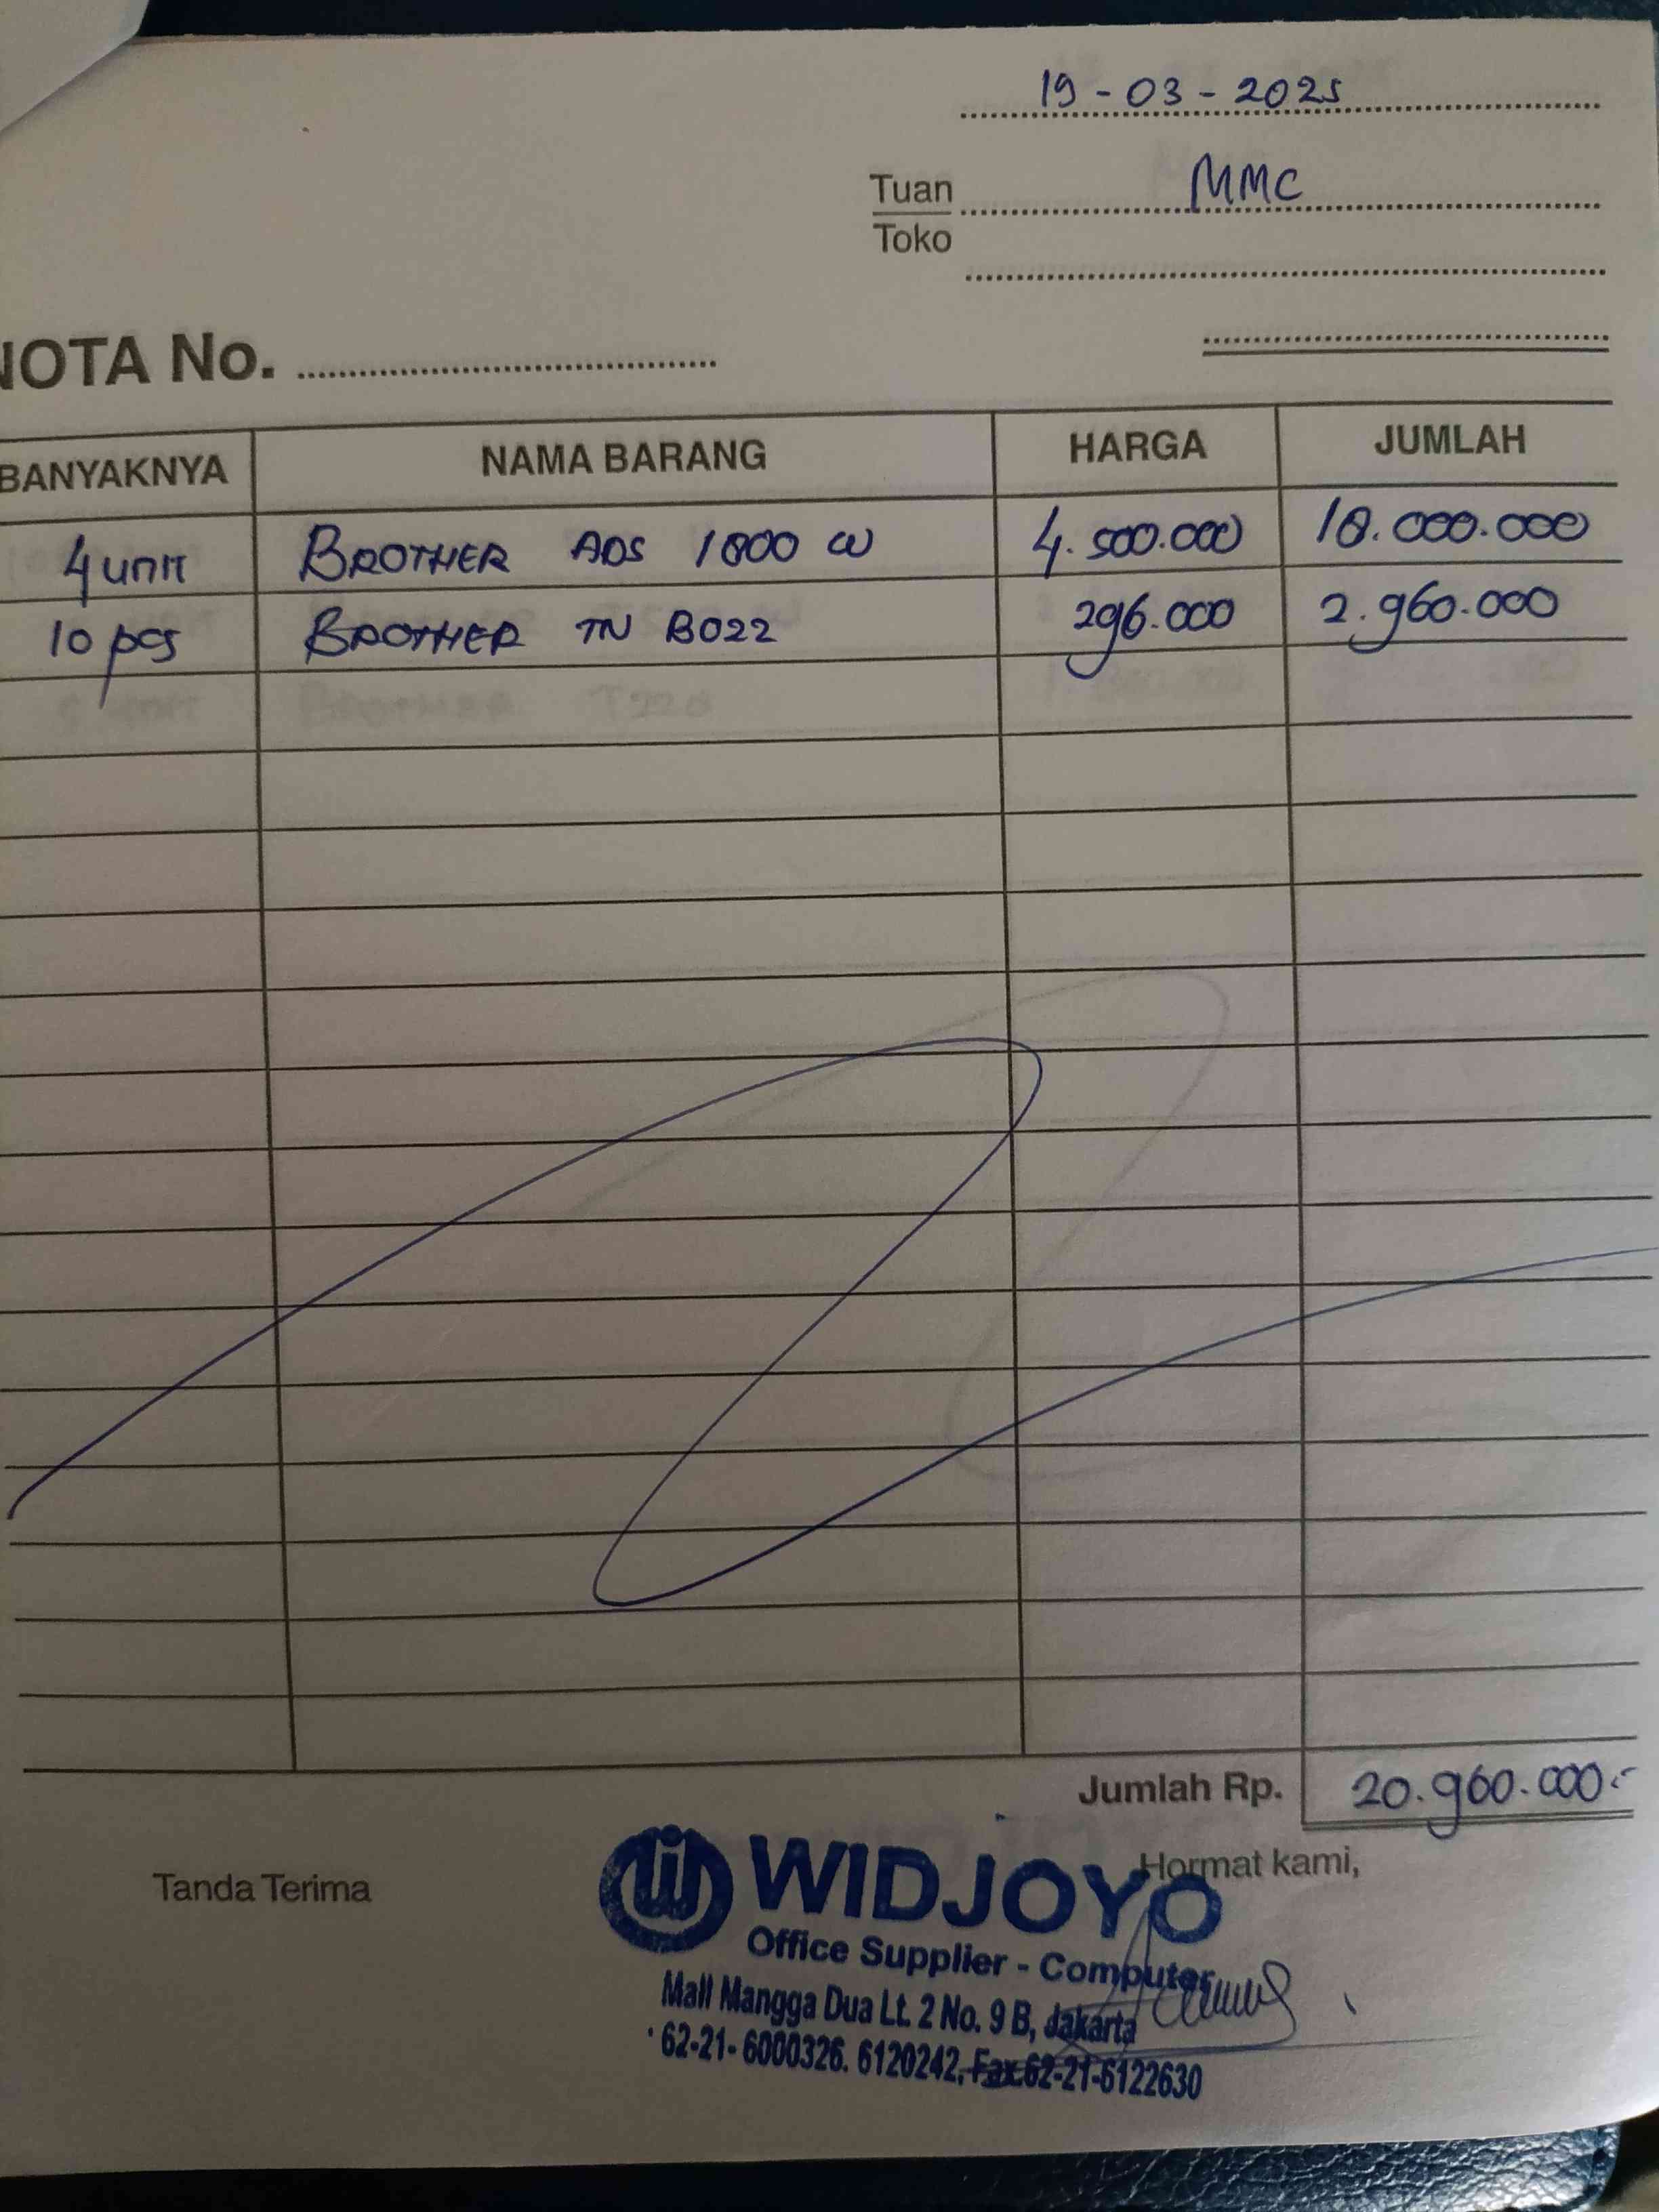 19 - 03 - 2025
Tuan MMC
Toko
NOTA No.
BANYAKNYA NAMA BARANG HARGA JUMLAH
4 unit BROTHER ADS 1800 W 4.500.000 18.000.000
10 pcs BROTHER TN B022 296.000 2.960.000
Jumlah Rp. 20.960.000.-
Tanda Terima Hormat kami,
WIDJOYO
Office Supplier - Computer
Mall Mangga Dua Lt. 2 No. 9 B, Jakarta
62-21- 6000326. 6120242, Fax.62-21-6122630